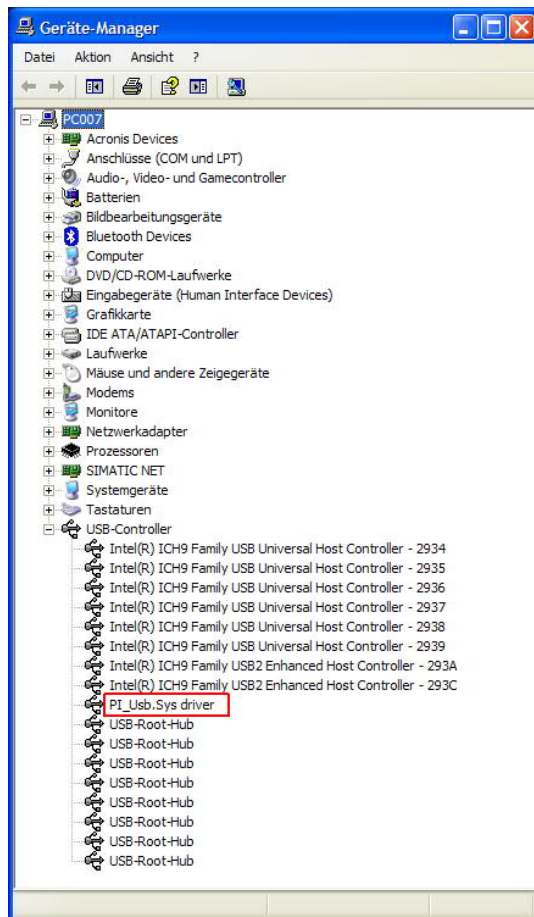 Geräte-Manager
Datei Aktion Ansicht ?
PC007
Acronis Devices
Anschlüsse (COM und LPT)
Audio-, Video- und Gamecontroller
Batterien
Bildbearbeitungsgeräte
Bluetooth Devices
Computer
DVD/CD-ROM-Laufwerke
Eingabegeräte (Human Interface Devices)
Grafikkarte
IDE ATA/ATAPI-Controller
Laufwerke
Mäuse und andere Zeigegeräte
Modems
Monitore
Netzwerkadapter
Prozessoren
SIMATIC NET
Systemgeräte
Tastaturen
USB-Controller
Intel(R) ICH9 Family USB Universal Host Controller - 2934
Intel(R) ICH9 Family USB Universal Host Controller - 2935
Intel(R) ICH9 Family USB Universal Host Controller - 2936
Intel(R) ICH9 Family USB Universal Host Controller - 2937
Intel(R) ICH9 Family USB Universal Host Controller - 2938
Intel(R) ICH9 Family USB Universal Host Controller - 2939
Intel(R) ICH9 Family USB2 Enhanced Host Controller - 293A
Intel(R) ICH9 Family USB2 Enhanced Host Controller - 293C
PI_Usb.Sys driver
USB-Root-Hub
USB-Root-Hub
USB-Root-Hub
USB-Root-Hub
USB-Root-Hub
USB-Root-Hub
USB-Root-Hub
USB-Root-Hub